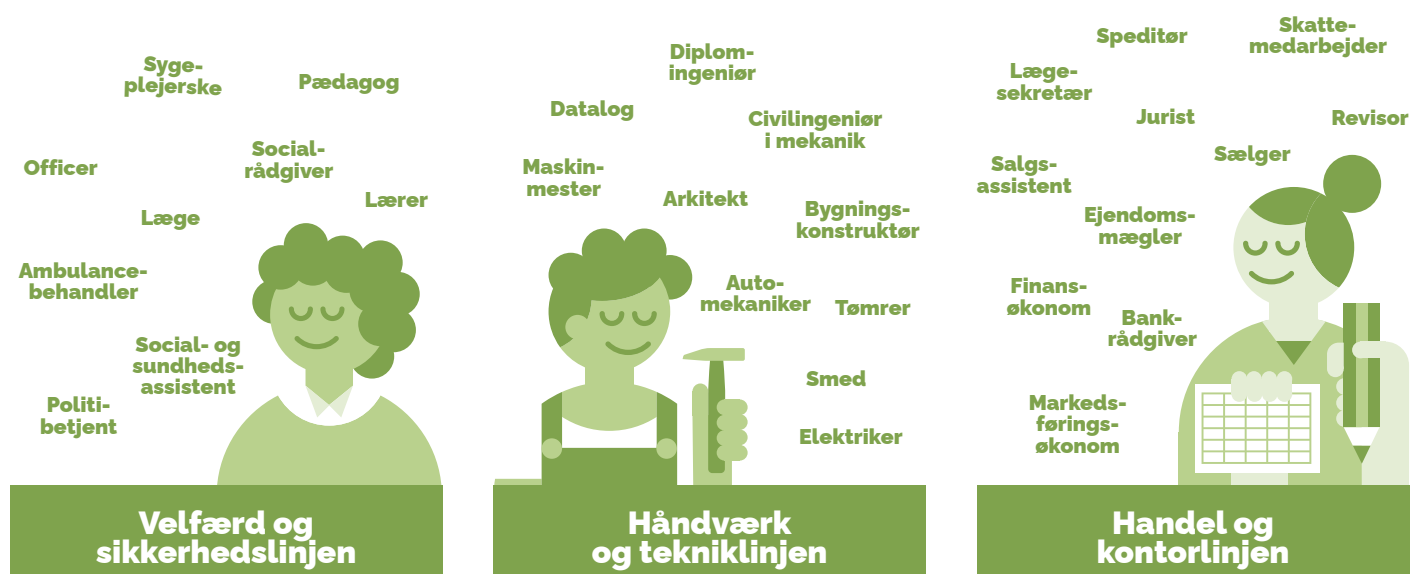 Syge-
plejerske
Pædagog
Social-
rådgiver
Officer
Lærer
Læge
Ambulance-
behandler
Social- og
sundheds-
assistent
Politi-
betjent
Velfærd og
sikkerhedslinjen
Diplom-
ingeniør
Datalog
Civilingeniør
i mekanik
Maskin-
mester
Arkitekt
Bygnings-
konstruktør
Auto-
mekaniker
Tømrer
Smed
Elektriker
Håndværk
og tekniklinjen
Skatte-
medarbejder
Speditør
Læge-
sekretær
Jurist
Revisor
Sælger
Salgs-
assistent
Ejendoms-
mægler
Finans-
økonom
Bank-
rådgiver
Markeds-
førings-
økonom
Handel og
kontorlinjen